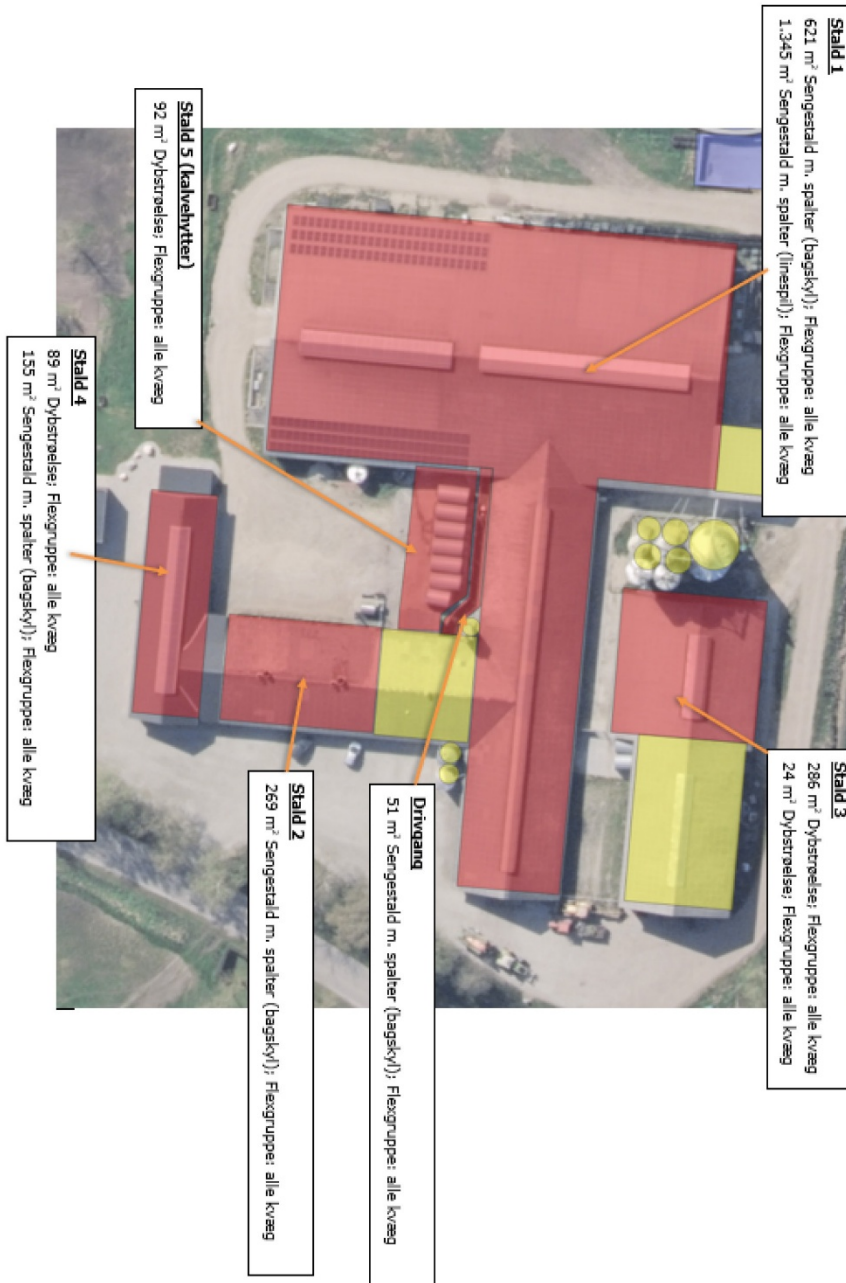 Stald 1
621 m² Sengestald m. spalter (bagskyl); Flexgruppe: alle kvæg
1.345 m² Sengestald m. spalter (linespil); Flexgruppe: alle kvæg
Stald 3
286 m² Dybstrøelse; Flexgruppe: alle kvæg
24 m² Dybstrøelse; Flexgruppe: alle kvæg
Stald 5 (kalvehytter)
92 m² Dybstrøelse; Flexgruppe: alle kvæg
Drivgang
51 m² Sengestald m. spalter (bagskyl); Flexgruppe: alle kvæg
Stald 2
269 m² Sengestald m. spalter (bagskyl); Flexgruppe: alle kvæg
Stald 4
89 m² Dybstrøelse; Flexgruppe: alle kvæg
155 m² Sengestald m. spalter (bagskyl); Flexgruppe: alle kvæg